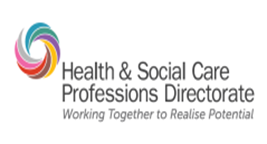 Health & Social Care
Professions Directorate
Working Together to Realise Potential